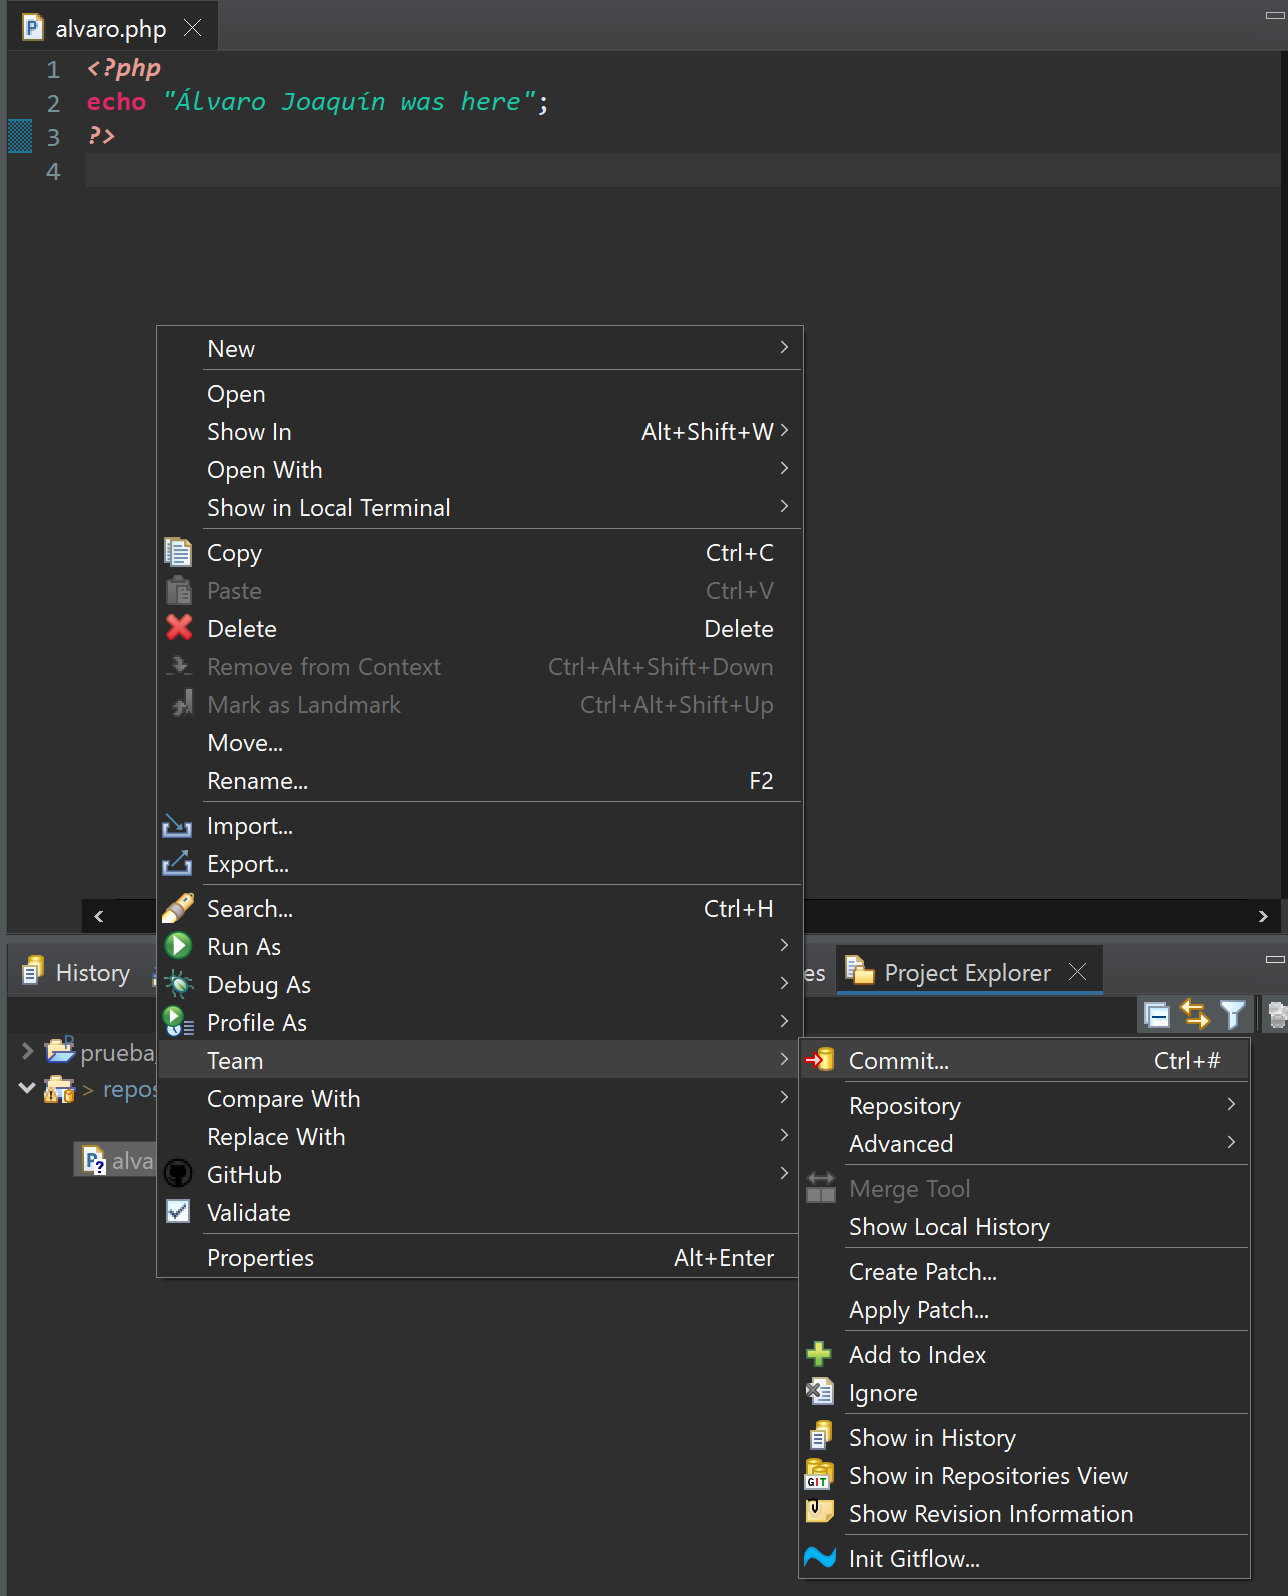 alvaro.php
1 <?php
2 echo "Álvaro Joaquín was here";
3 ?>
4
New
Open
Show In Alt+Shift+W
Open With
Show in Local Terminal
Copy Ctrl+C
Paste Ctrl+V
Delete Delete
Remove from Context Ctrl+Alt+Shift+Down
Mark as Landmark Ctrl+Alt+Shift+Up
Move...
Rename... F2
Import...
Export...
Search... Ctrl+H
Run As
Debug As
Profile As
Team
Compare With
Replace With
GitHub
Validate
Properties Alt+Enter
History
es
Project Explorer
prueba
> repos
alva
Commit... Ctrl+#
Repository
Advanced
Merge Tool
Show Local History
Create Patch...
Apply Patch...
Add to Index
Ignore
Show in History
GIT Show in Repositories View
Show Revision Information
Init Gitflow...